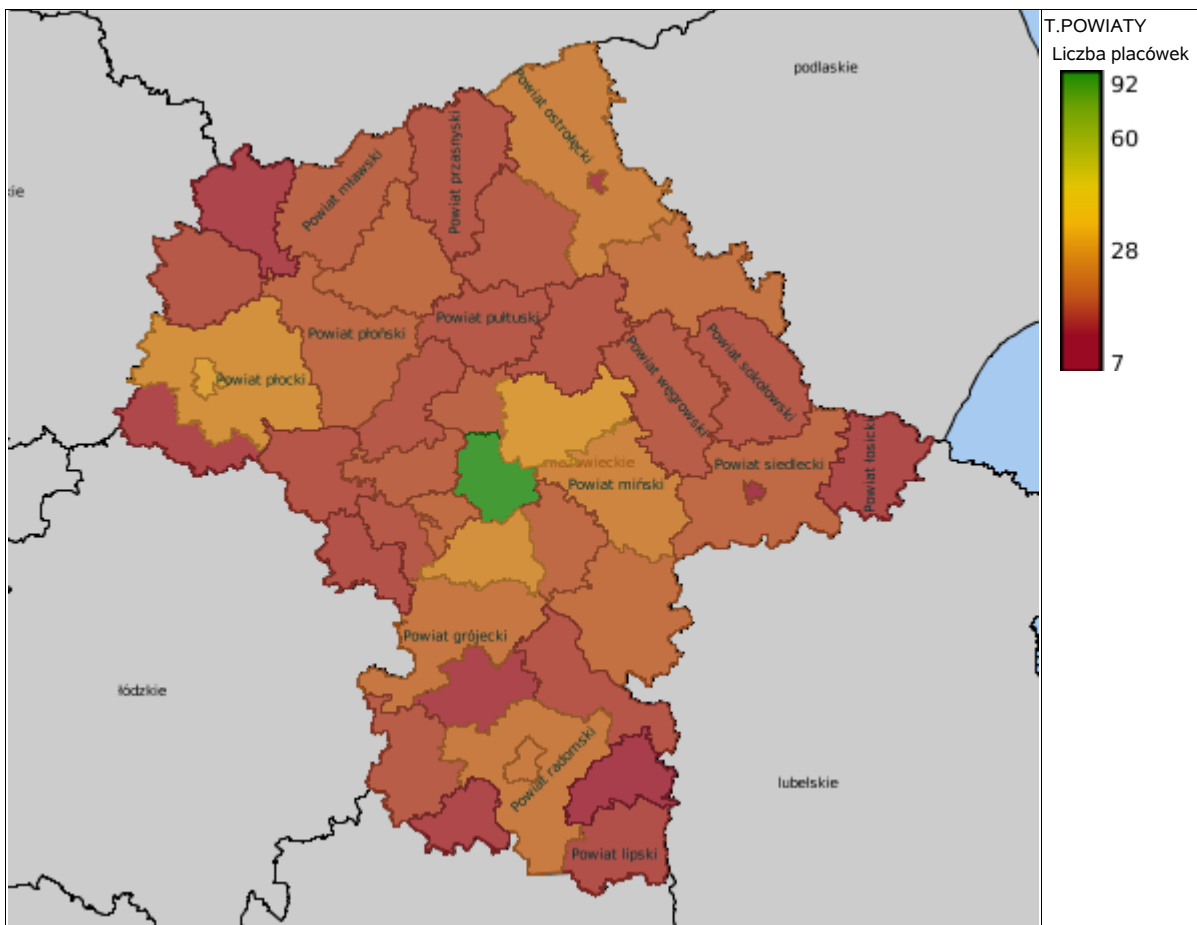 T.POWIATY
Liczba placówek
92
60
28
7
podlaskie
Powiat ostrołęcki
Powiat przasnyski
Powiat mławski
kie
Powiat pułtuski
Powiat płoński
Powiat sokołowski
Powiat węgrowski
Powiat płocki
mazowieckie
Powiat siedlecki
Powiat łosicki
Powiat miński
Powiat grójecki
łódzkie
Powiat radomski
lubelskie
Powiat lipski